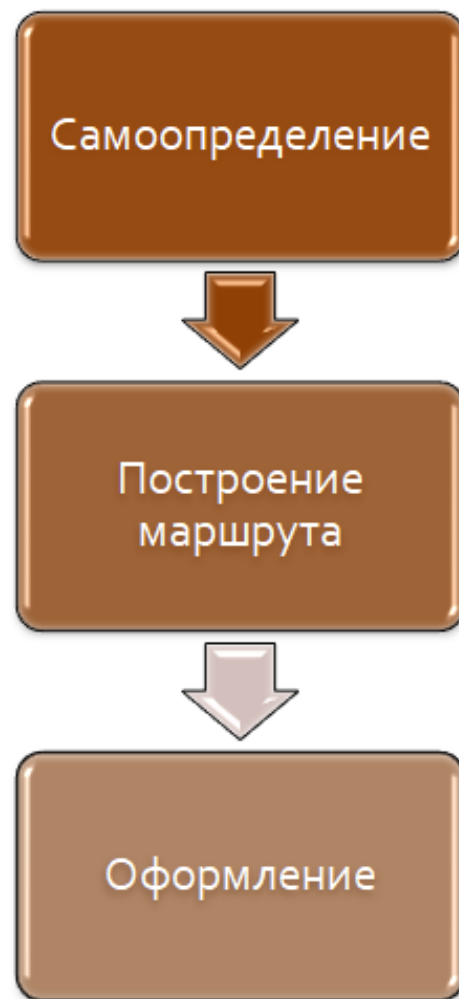 Самоопределение
Построение
маршрута
Оформление